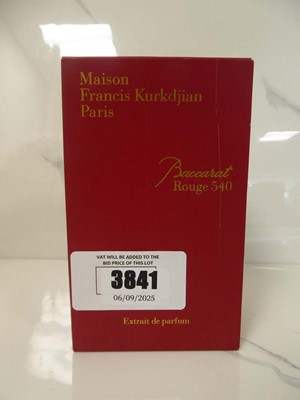 Maison
Francis Kurkdjian
Paris
Baccarat
Rouge 540
VAT WILL BE ADDED TO THE
BID PRICE OF THIS LOT
3841
06/09/2025
Extrait de parfum